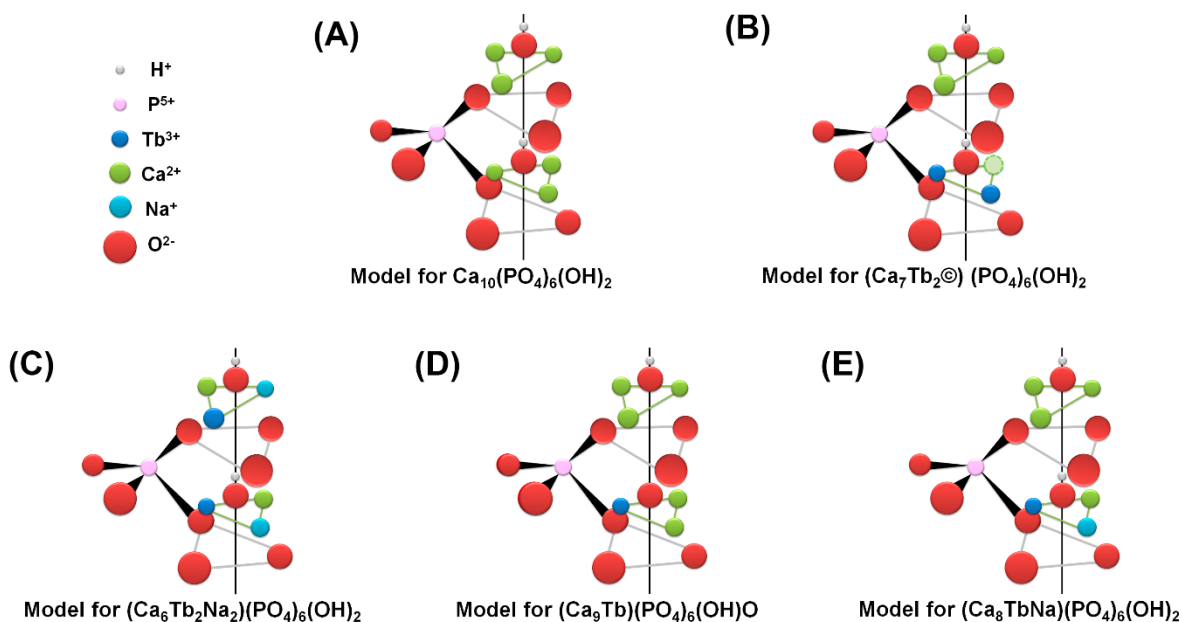 (A)
(B)
H⁺
P⁵⁺
Tb³⁺
Ca²⁺
Na⁺
O²⁻
Model for Ca₁₀(PO₄)₆(OH)₂
Model for (Ca₇Tb₂©) (PO₄)₆(OH)₂
(C)
(D)
(E)
Model for (Ca₆Tb₂Na₂)(PO₄)₆(OH)₂
Model for (Ca₉Tb)(PO₄)₆(OH)O
Model for (Ca₈TbNa)(PO₄)₆(OH)₂